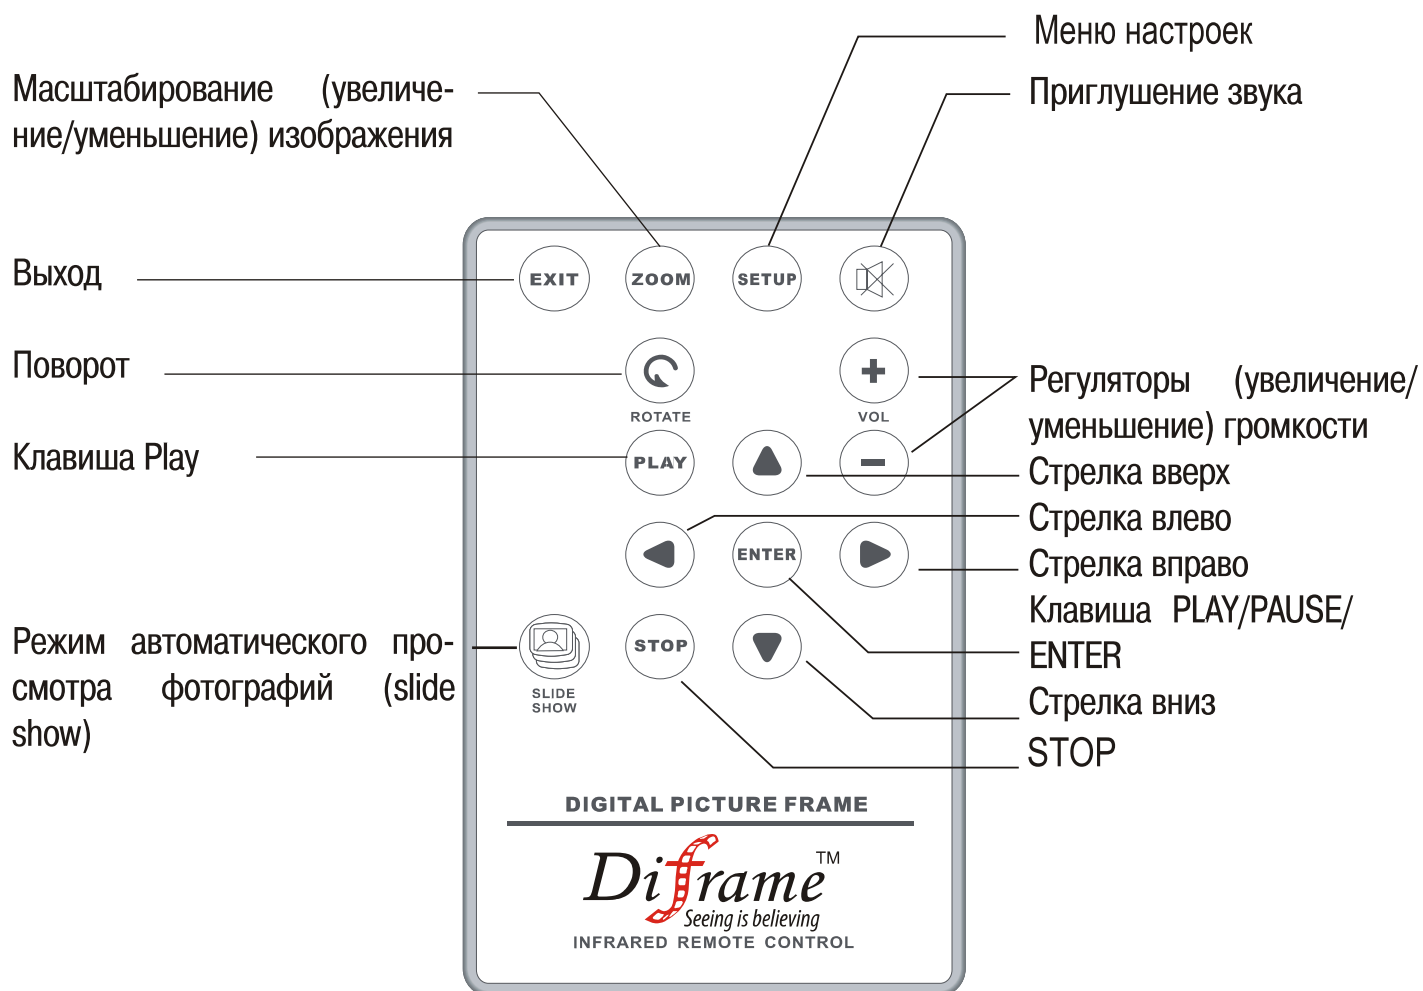 Меню настроек
Масштабирование (увеличе-
ние/уменьшение) изображения
Приглушение звука
Выход
EXIT
ZOOM
SETUP
Поворот
ROTATE
VOL
Регуляторы (увеличение/
уменьшение) громкости
Клавиша Play
PLAY
Стрелка вверх
Стрелка влево
ENTER
Стрелка вправо
Клавиша PLAY/PAUSE/
ENTER
Режим автоматического про-
смотра фотографий (slide
show)
STOP
SLIDE
SHOW
Стрелка вниз
STOP
DIGITAL PICTURE FRAME
Diframe™
Seeing is believing
INFRARED REMOTE CONTROL